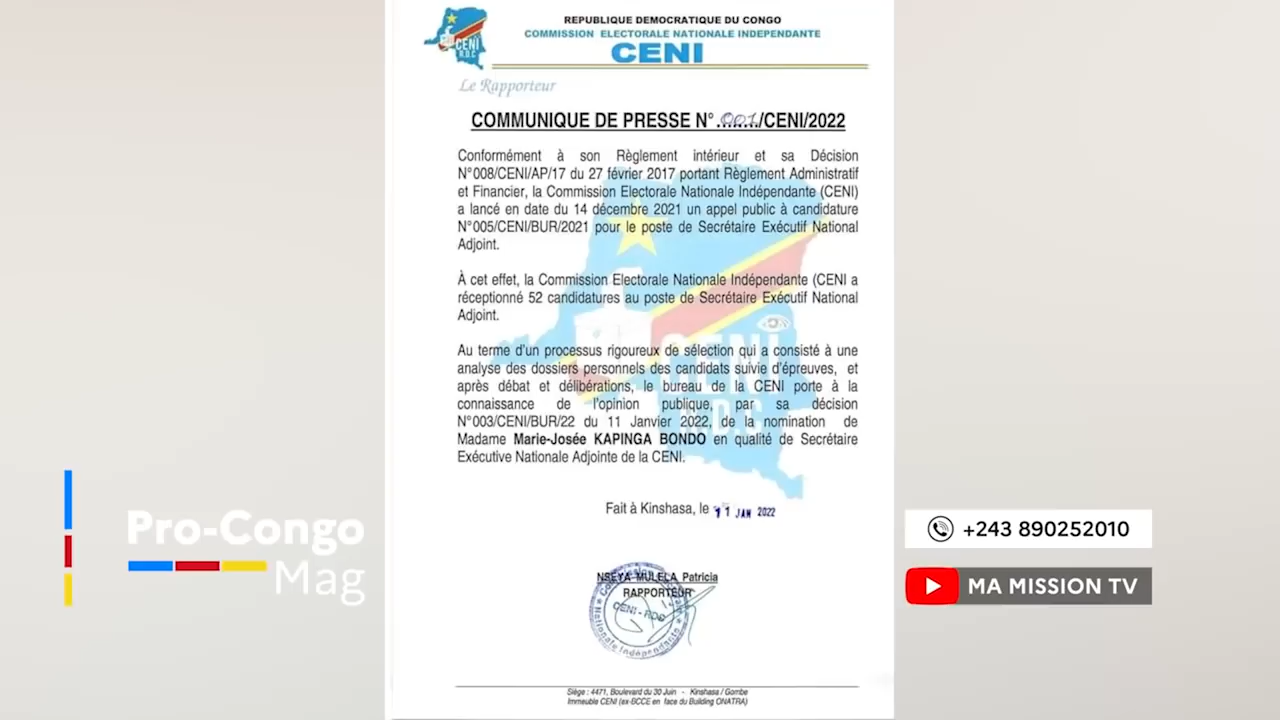 REPUBLIQUE DEMOCRATIQUE DU CONGO
COMMISSION ELECTORALE NATIONALE INDEPENDANTE
CENI
Le Rapporteur
COMMUNIQUE DE PRESSE N°.001./CENI/2022
Conformément à son Règlement intérieur et sa Décision
N°008/CENI/AP/17 du 27 février 2017 portant Règlement Administratif
et Financier, la Commission Electorale Nationale Indépendante (CENI)
a lancé en date du 14 décembre 2021 un appel public à candidature
N°005/CENI/BUR/2021 pour le poste de Secrétaire Exécutif National
Adjoint.
À cet effet, la Commission Electorale Nationale Indépendante (CENI a
réceptionné 52 candidatures au poste de Secrétaire Exécutif National
Adjoint.
Au terme d'un processus rigoureux de sélection qui a consisté à une
analyse des dossiers personnels des candidats suivie d'épreuves, et
après débat et délibérations, le bureau de la CENI porte à la
connaissance de l'opinion publique, par sa décision
N°003/CENI/BUR/22 du 11 Janvier 2022, de la nomination de
Madame Marie-Josée KAPINGA BONDO en qualité de Secrétaire
Exécutive Nationale Adjointe de la CENI.
Fait à Kinshasa, le 11 JAN 2022
NSEYA MULELA Patricia
RAPPORTEUR
CENI - RDC
Nationale Indépendante
Siège : 4471, Boulevard du 30 Juin - Kinshasa / Gombe
Immeuble CENI (ex-BCCE en face du Building ONATRA)
CENI
R.D.C
Pro-Congo
Mag
+243 890252010
MA MISSION TV